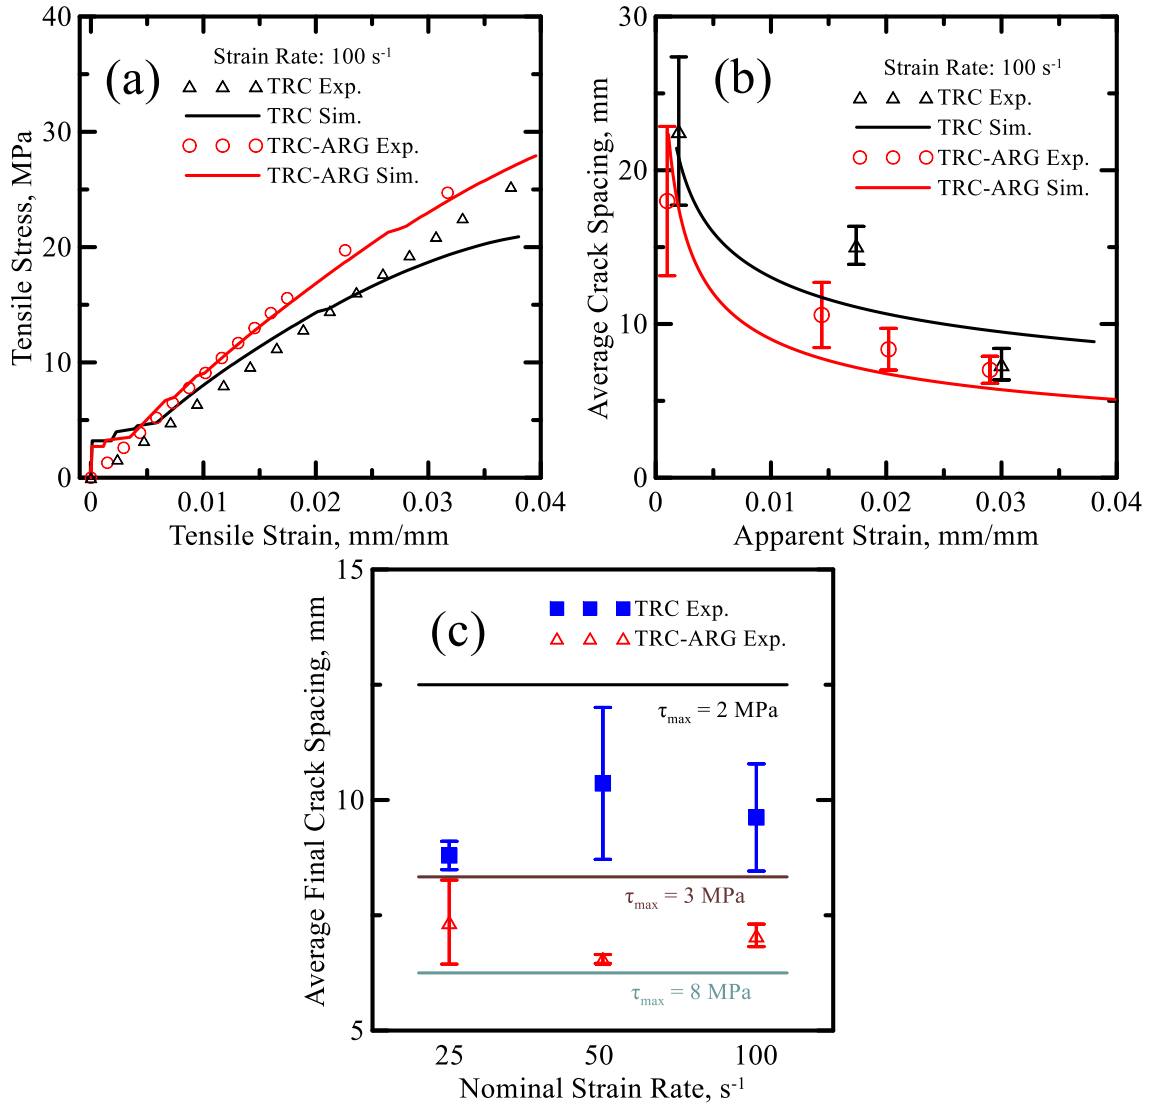 (a)
Strain Rate: 100 s⁻¹
TRC Exp.
TRC Sim.
TRC-ARG Exp.
TRC-ARG Sim.
40
30
20
10
0
Tensile Stress, MPa
0 0.01 0.02 0.03 0.04
Tensile Strain, mm/mm
(b)
Strain Rate: 100 s⁻¹
TRC Exp.
TRC Sim.
TRC-ARG Exp.
TRC-ARG Sim.
30
20
10
0
Average Crack Spacing, mm
0 0.01 0.02 0.03 0.04
Apparent Strain, mm/mm
(c)
TRC Exp.
TRC-ARG Exp.
15
10
5
Average Final Crack Spacing, mm
τmax = 2 MPa
τmax = 3 MPa
τmax = 8 MPa
25 50 100
Nominal Strain Rate, s⁻¹